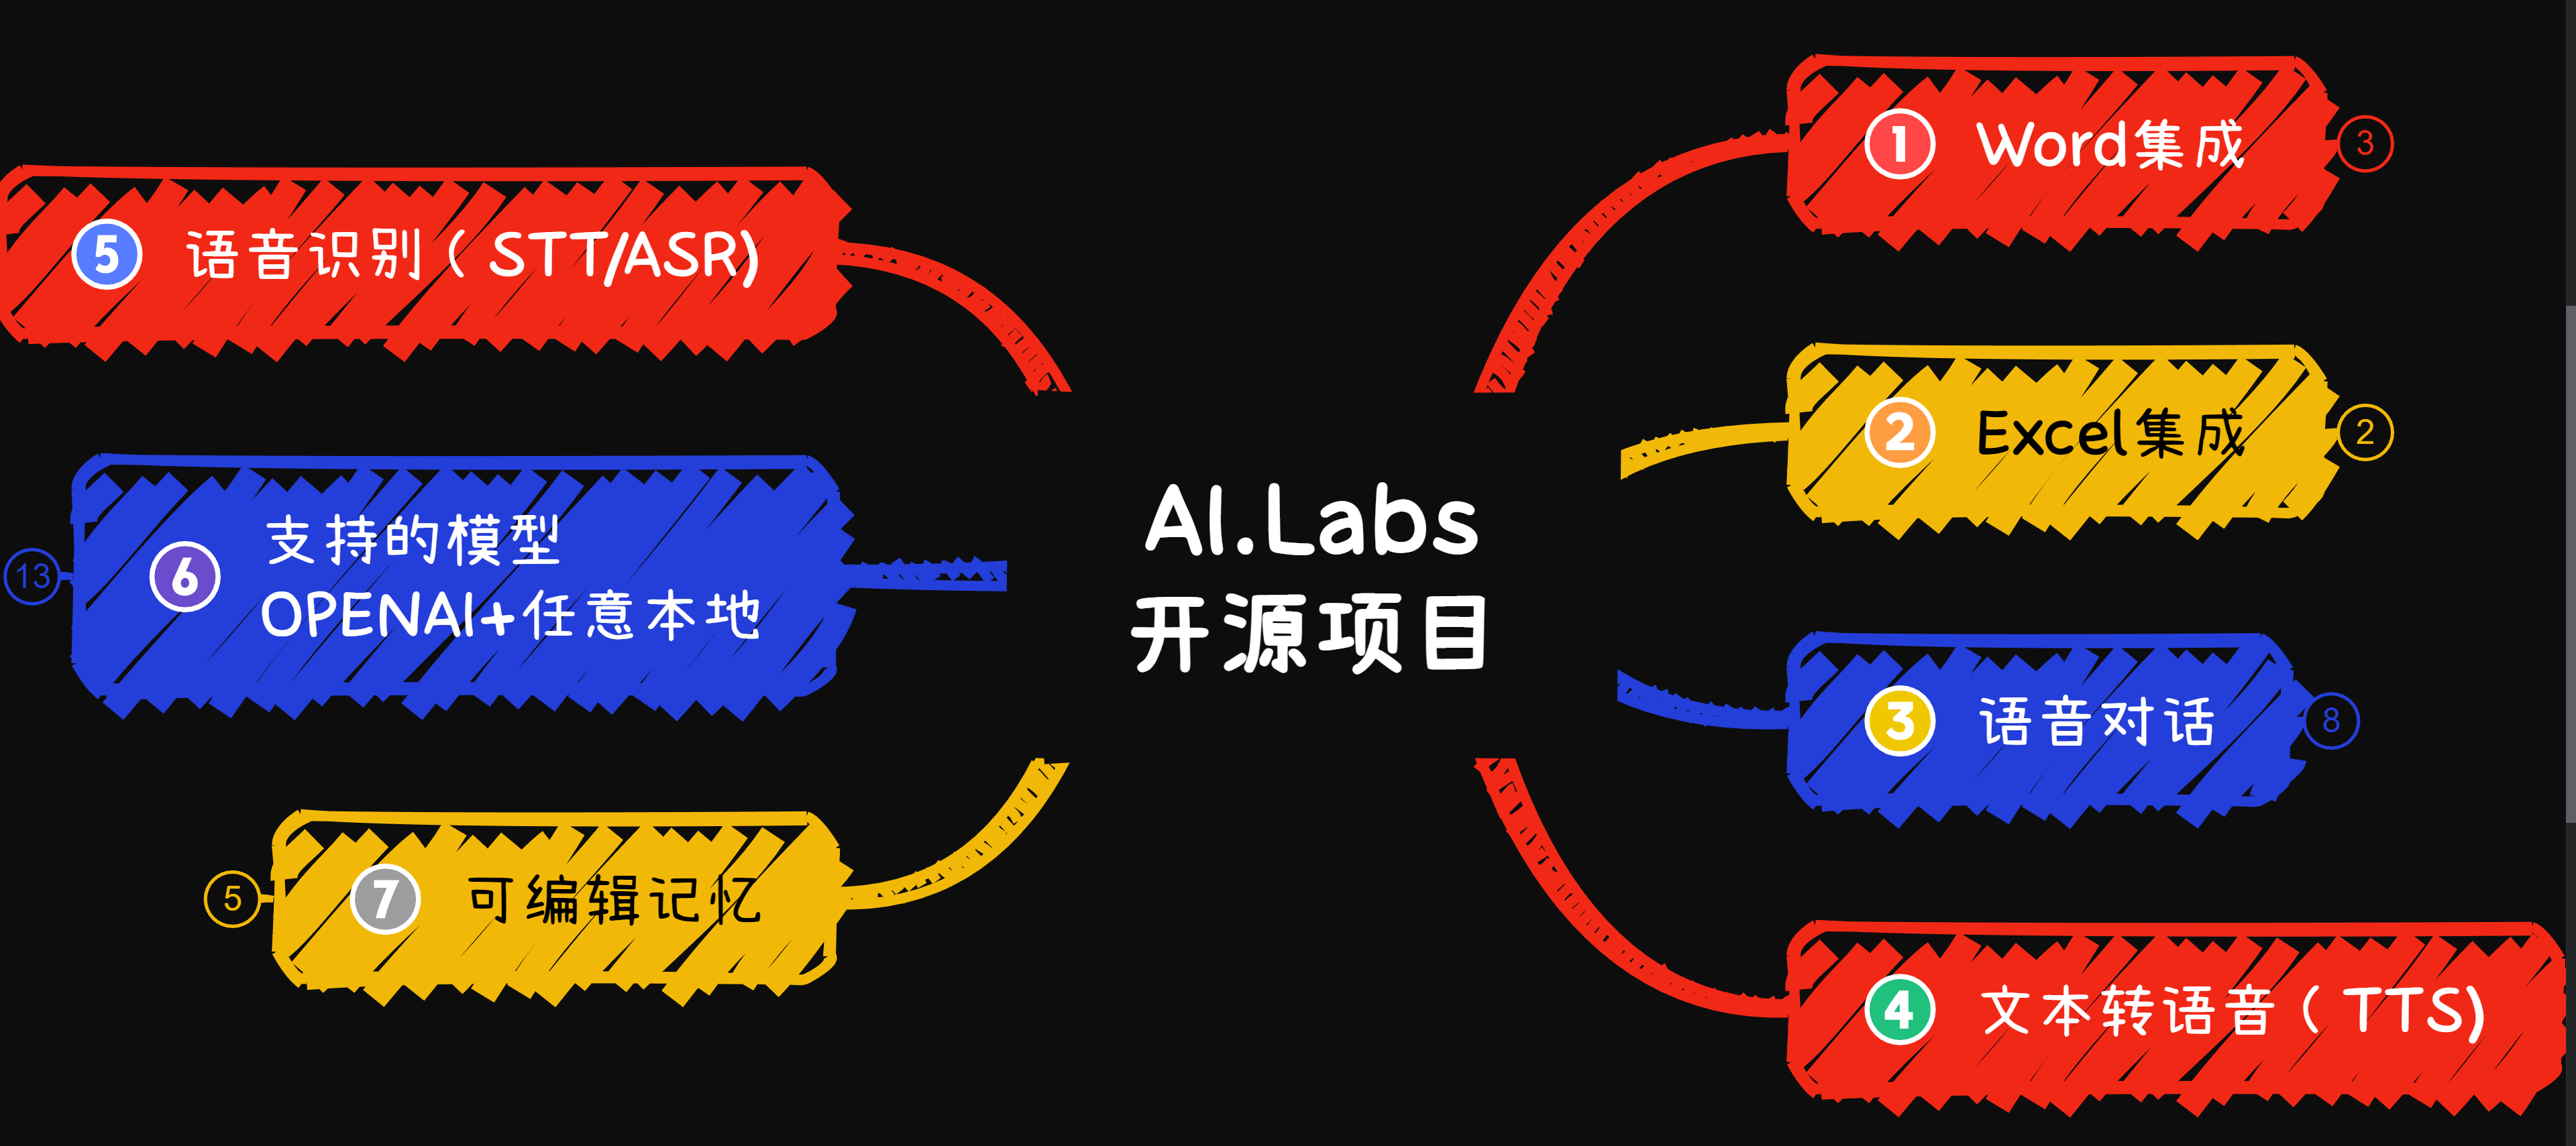 AI.Labs
开源项目
1 Word集成 3
2 Excel集成 2
3 语音对话 8
4 文本转语音（TTS)
5 语音识别（STT/ASR)
6 支持的模型
OPENAI+任意本地
13
7 可编辑记忆
5